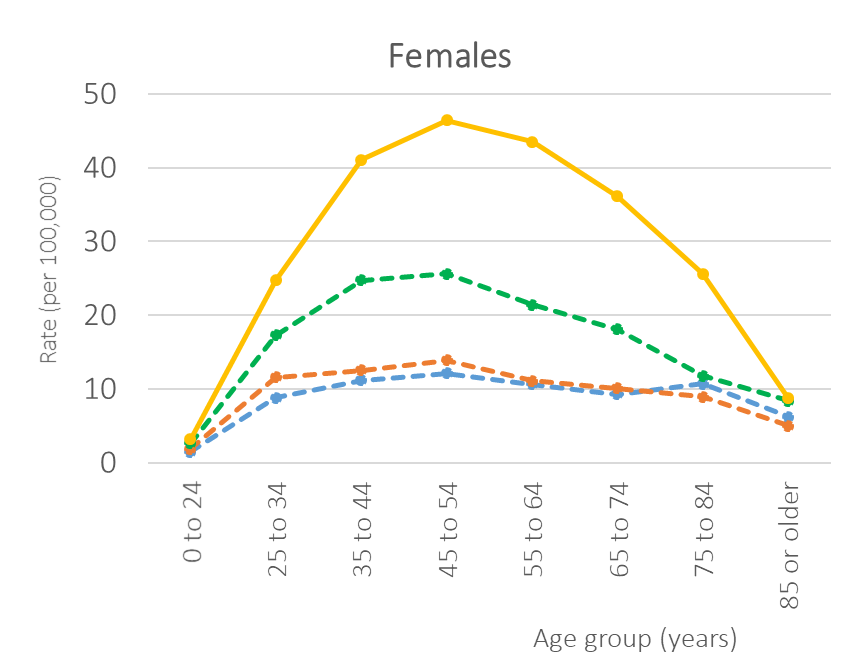 Females
50
40
30
20
10
0
Rate (per 100,000)
0 to 24
25 to 34
35 to 44
45 to 54
55 to 64
65 to 74
75 to 84
85 or older
Age group (years)